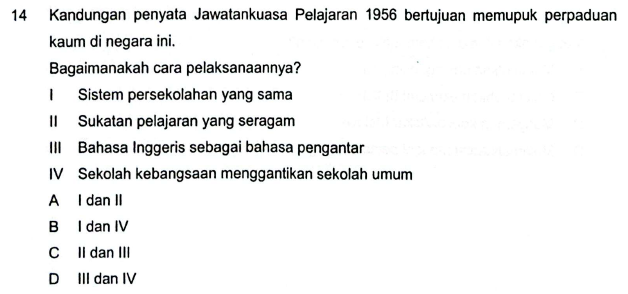 14 Kandungan penyata Jawatankuasa Pelajaran 1956 bertujuan memupuk perpaduan
kaum di negara ini.
Bagaimanakah cara pelaksanaannya?
I Sistem persekolahan yang sama
II Sukatan pelajaran yang seragam
III Bahasa Inggeris sebagai bahasa pengantar
IV Sekolah kebangsaan menggantikan sekolah umum
A I dan II
B I dan IV
C II dan III
D III dan IV